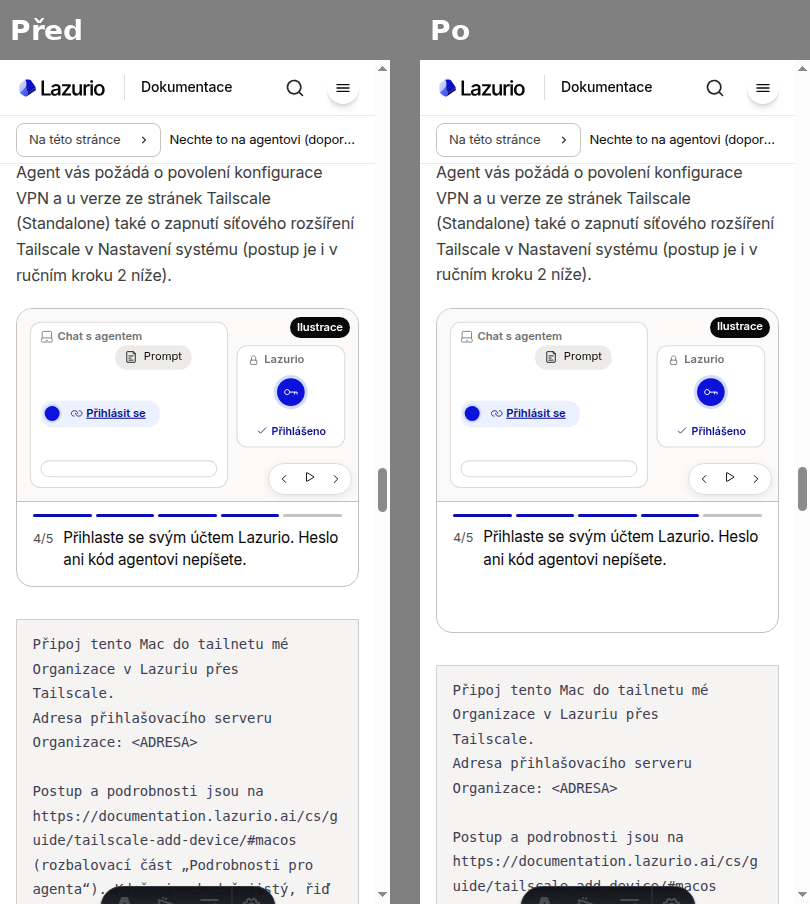 Před
Lazurio
Dokumentace
Na této stránce
Nechte to na agentovi (dopor...
Agent vás požádá o povolení konfigurace
VPN a u verze ze stránek Tailscale
(Standalone) také o zapnutí síťového rozšíření
Tailscale v Nastavení systému (postup je i v
ručním kroku 2 níže).
Ilustrace
Chat s agentem
Prompt
Lazurio
Přihlásit se
Přihlášeno
4/5
Přihlaste se svým účtem Lazurio. Heslo
ani kód agentovi nepíšete.
Připoj tento Mac do tailnetu mé
Organizace v Lazuriu přes
Tailscale.
Adresa přihlašovacího serveru
Organizace: <ADRESA>
Postup a podrobnosti jsou na
https://documentation.lazurio.ai/cs/g
uide/tailscale-add-device/#macos
(rozbalovací část „Podrobnosti pro
agenta“).
řiď
Po
Lazurio
Dokumentace
Na této stránce
Nechte to na agentovi (dopor...
Agent vás požádá o povolení konfigurace
VPN a u verze ze stránek Tailscale
(Standalone) také o zapnutí síťového rozšíření
Tailscale v Nastavení systému (postup je i v
ručním kroku 2 níže).
Ilustrace
Chat s agentem
Prompt
Lazurio
Přihlásit se
Přihlášeno
4/5
Přihlaste se svým účtem Lazurio. Heslo
ani kód agentovi nepíšete.
Připoj tento Mac do tailnetu mé
Organizace v Lazuriu přes
Tailscale.
Adresa přihlašovacího serveru
Organizace: <ADRESA>
Postup a podrobnosti jsou na
https://documentation.lazurio.ai/cs/g
uide/tailscale-add-device/#macos